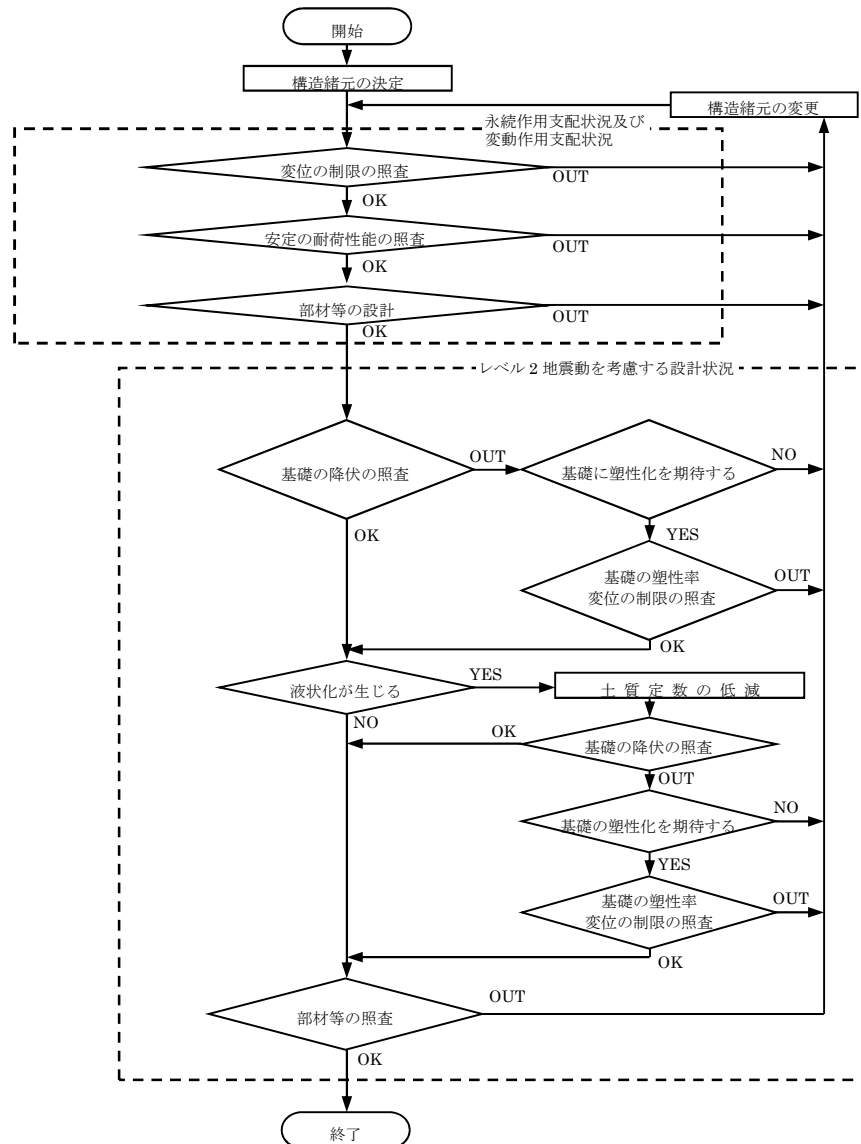 開始
構造緒元の決定
構造緒元の変更
永続作用支配状況及び
変動作用支配状況
変位の制限の照査
OUT
OK
安定の耐荷性能の照査
OUT
OK
部材等の設計
OUT
OK
レベル 2 地震動を考慮する設計状況
基礎の降伏の照査
OUT
基礎に塑性化を期待する
NO
OK
YES
基礎の塑性率
変位の制限の照査
OUT
OK
液状化が生じる
YES
土 質 定 数 の 低 減
NO
OK
基礎の降伏の照査
OUT
基礎の塑性化を期待する
NO
YES
基礎の塑性率
変位の制限の照査
OUT
OK
部材等の照査
OUT
OK
終了